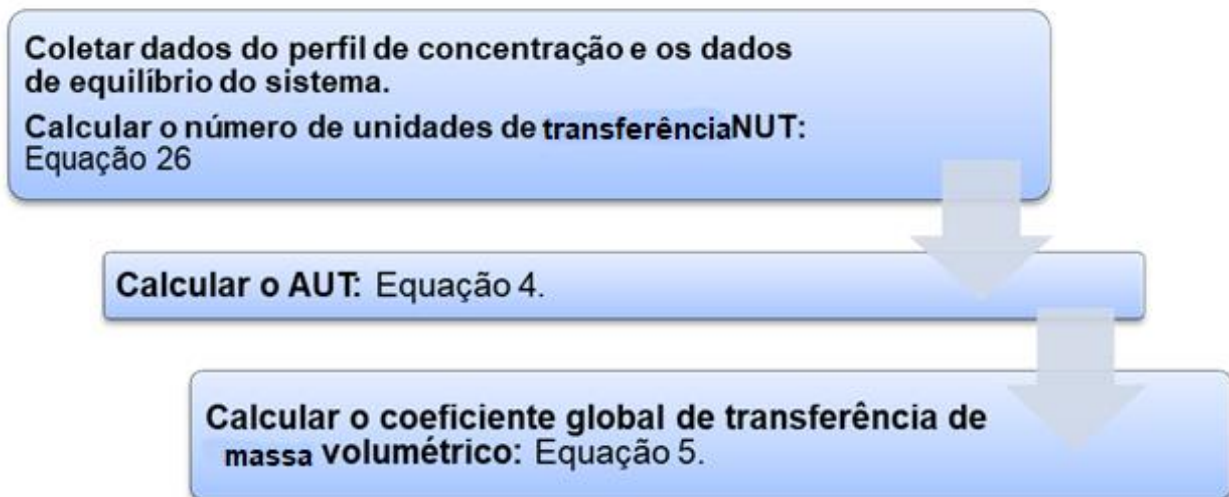 Coletar dados do perfil de concentração e os dados
de equilíbrio do sistema.
Calcular o número de unidades de transferênciaNUT:
Equação 26
Calcular o AUT: Equação 4.
Calcular o coeficiente global de transferência de
massa volumétrico: Equação 5.